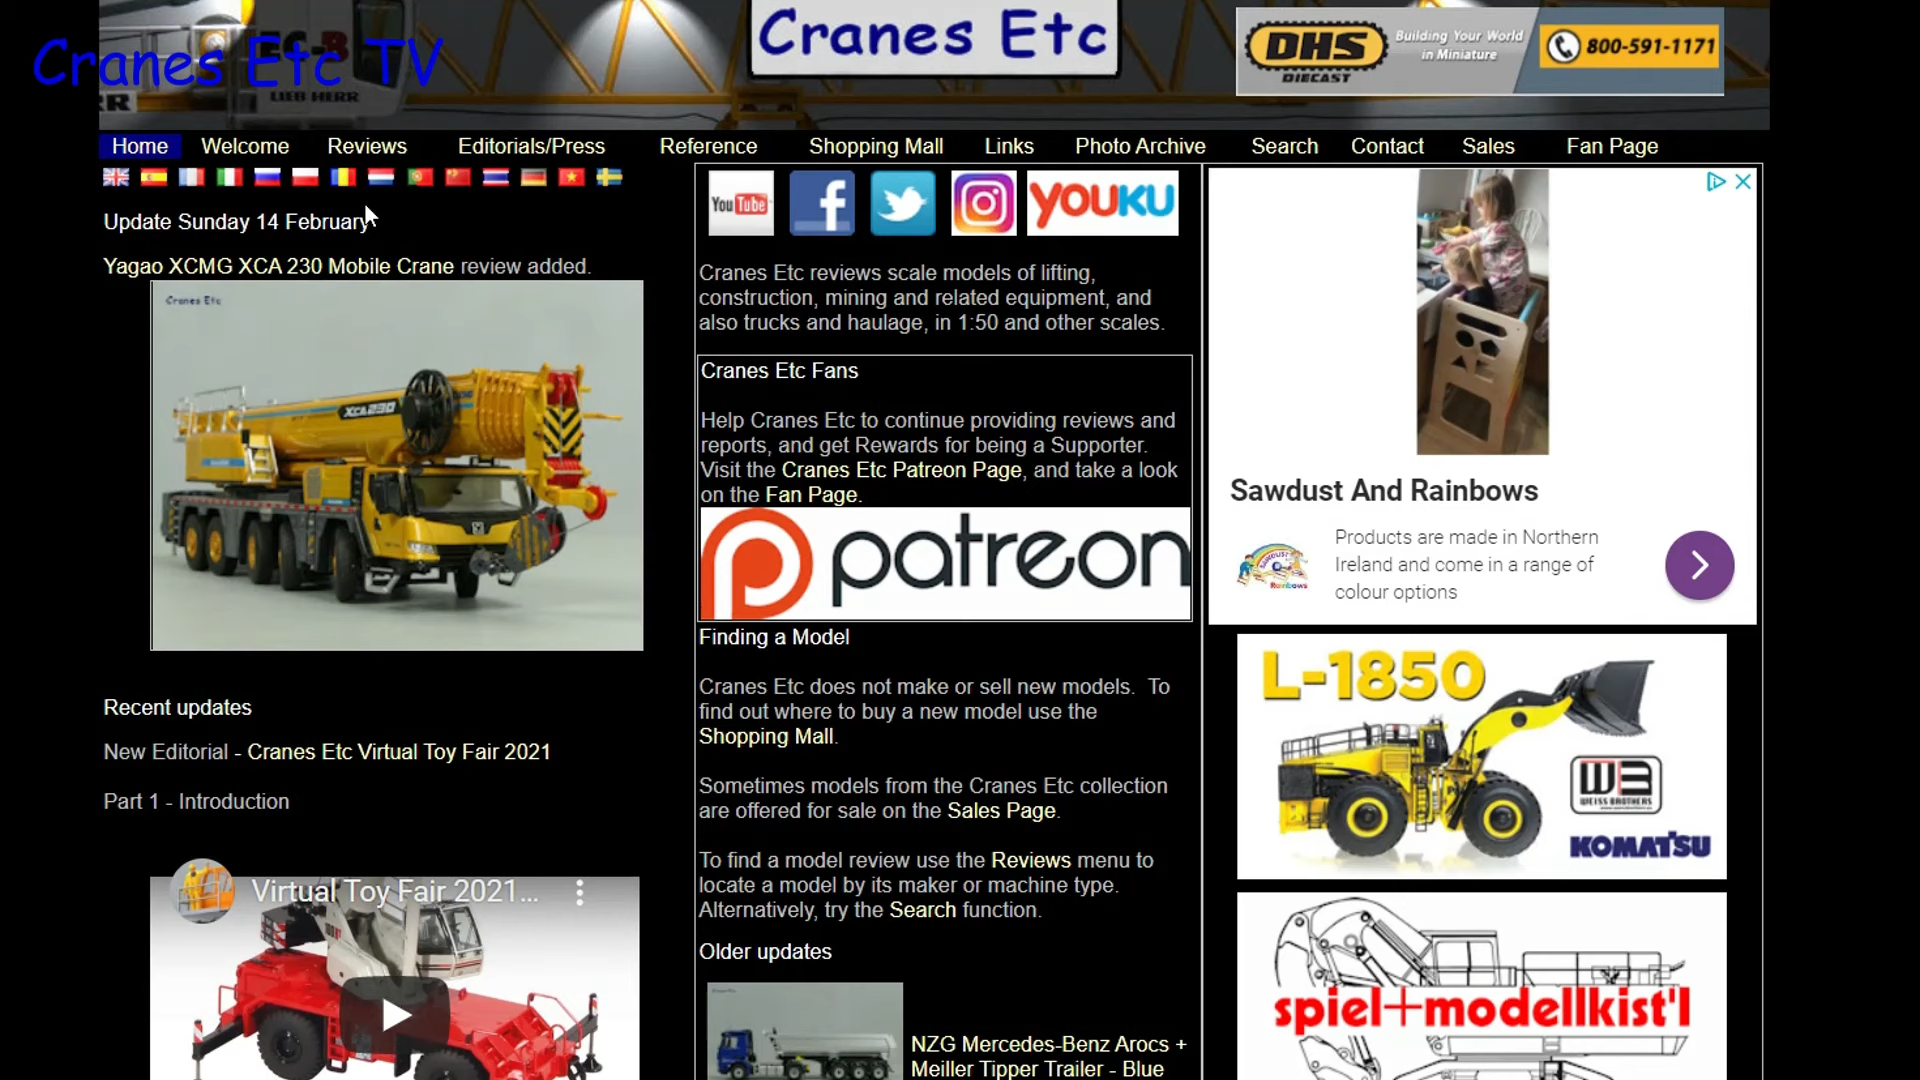 Cranes Etc TV
LIEBHERR
Cranes Etc
DHS
DIECAST
Building Your World
in Miniature
800-591-1171
Home Welcome Reviews Editorials/Press Reference Shopping Mall Links Photo Archive Search Contact Sales Fan Page
Update Sunday 14 February
Yagao XCMG XCA 230 Mobile Crane review added.
Cranes Etc
XCA230
Recent updates
New Editorial - Cranes Etc Virtual Toy Fair 2021
Part 1 - Introduction
Virtual Toy Fair 2021...
You Tube
YOUKU
Cranes Etc reviews scale models of lifting,
construction, mining and related equipment, and
also trucks and haulage, in 1:50 and other scales.
Cranes Etc Fans
Help Cranes Etc to continue providing reviews and
reports, and get Rewards for being a Supporter.
Visit the Cranes Etc Patreon Page, and take a look
on the Fan Page.
patreon
Finding a Model
Cranes Etc does not make or sell new models. To
find out where to buy a new model use the
Shopping Mall.
Sometimes models from the Cranes Etc collection
are offered for sale on the Sales Page.
To find a model review use the Reviews menu to
locate a model by its maker or machine type.
Alternatively, try the Search function.
Older updates
NZG Mercedes-Benz Arocs +
Meiller Tipper Trailer - Blue
Sawdust And Rainbows
Products are made in Northern
Ireland and come in a range of
colour options
L-1850
WEISS BROTHERS
KOMATSU
spiel+modellkist'l